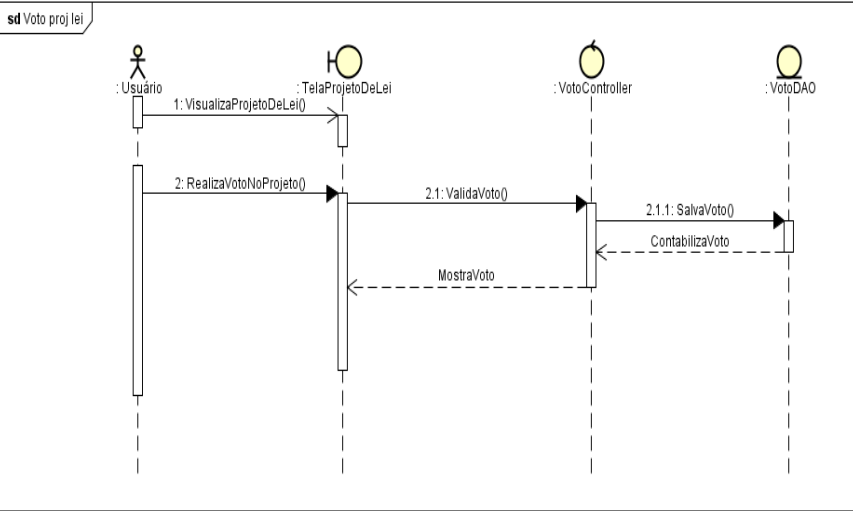 sd Voto proj lei
: Usuário
: TelaProjetoDeLei
: VotoController
: VotoDAO
1: VisualizaProjetoDeLei()
2: RealizaVotoNoProjeto()
2.1: ValidaVoto()
2.1.1: SalvaVoto()
ContabilizaVoto
MostraVoto